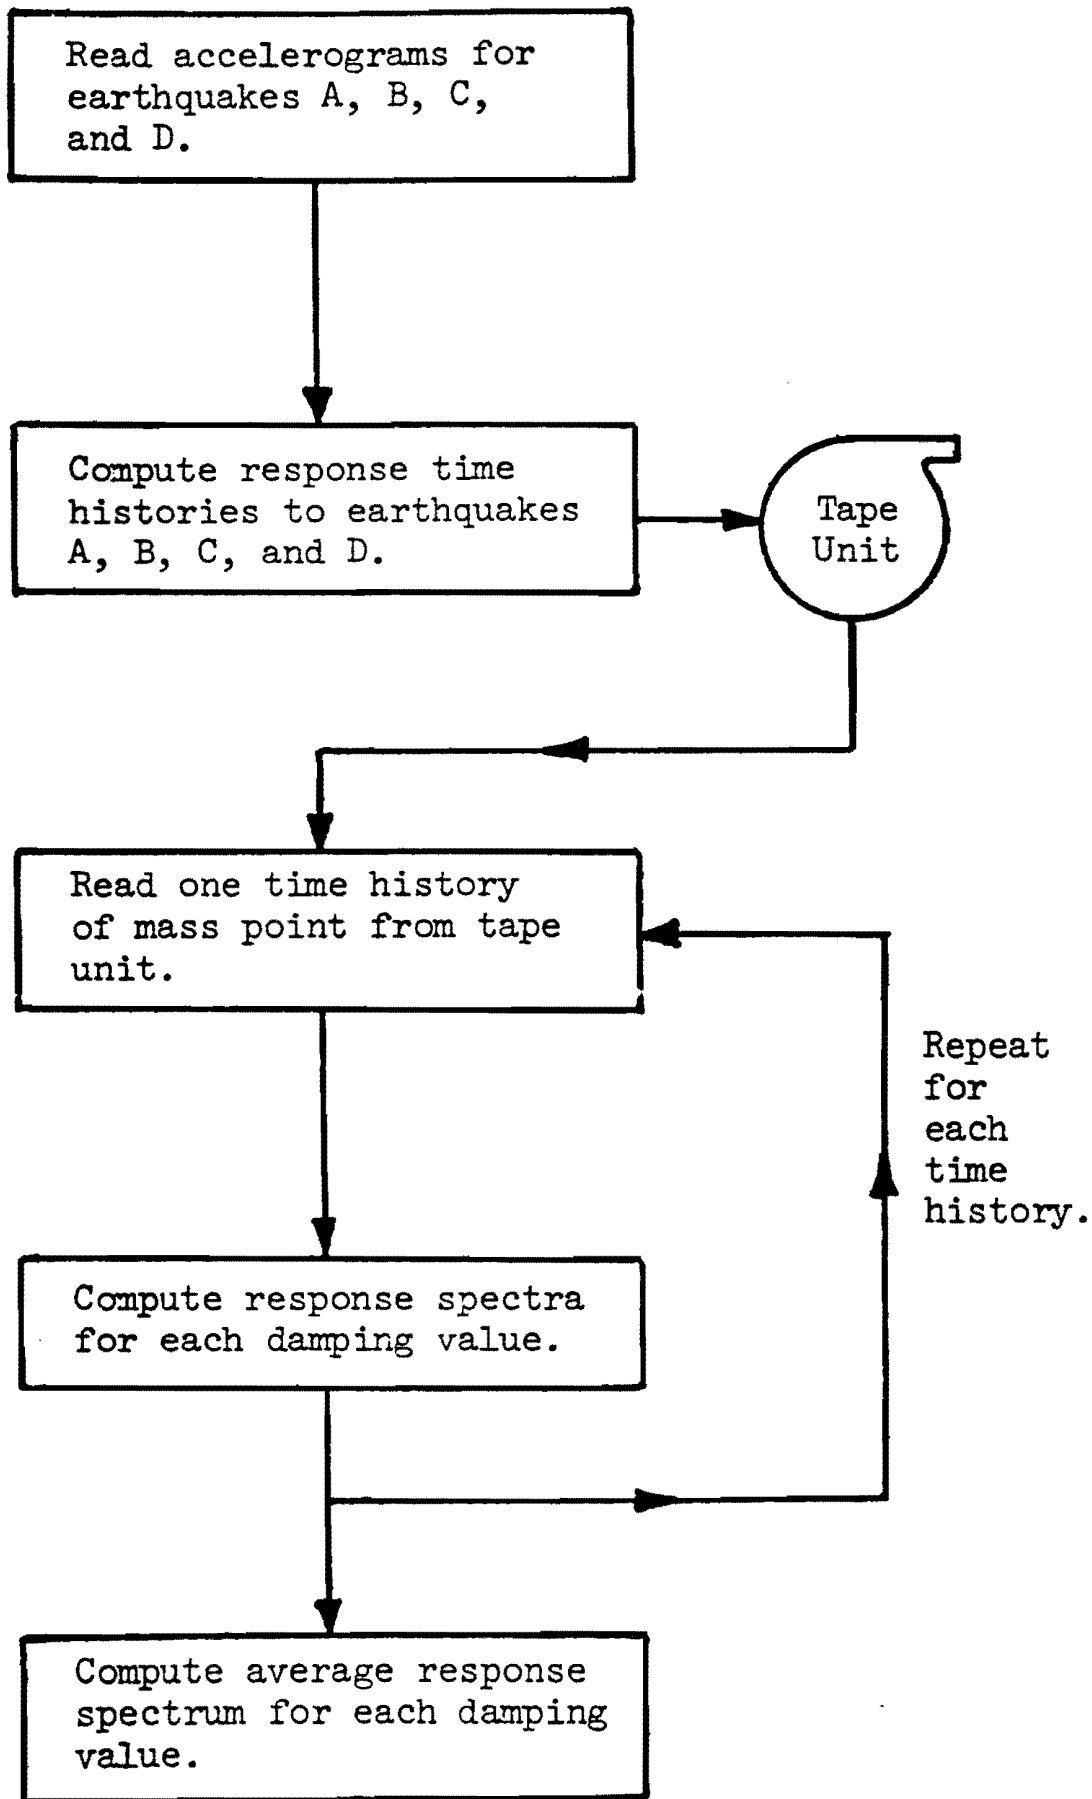 Read accelerograms for
earthquakes A, B, C,
and D.
Compute response time
histories to earthquakes
A, B, C, and D.
Tape
Unit
Read one time history
of mass point from tape
unit.
Repeat
for
each
time
history.
Compute response spectra
for each damping value.
Compute average response
spectrum for each damping
value.